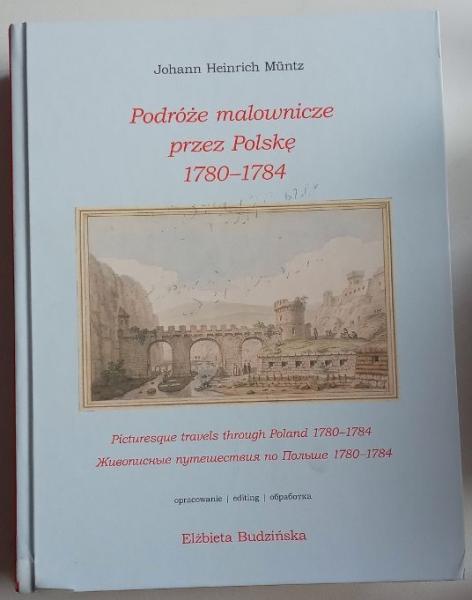 Johann Heinrich Müntz
Podróże malownicze
przez Polskę
1780–1784
Picturesque travels through Poland 1780–1784
Живописные путешествия по Польше 1780–1784
opracowanie | editing | обработка
Elżbieta Budzińska